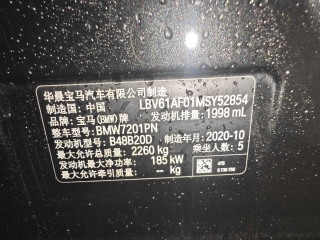 华晨宝马汽车有限公司制造
制造国：中国 LBV61AF01MSY52854
品牌：宝马(BMW)牌 发动机排量：1998 mL
整车型号：BMW7201PN
发动机型号：B48B20D 制造年月：2020-10
最大允许总质量：2260 kg 乘坐人数：5
发动机最大净功率：185 kW
最大允许牵引质量：-- kg
475